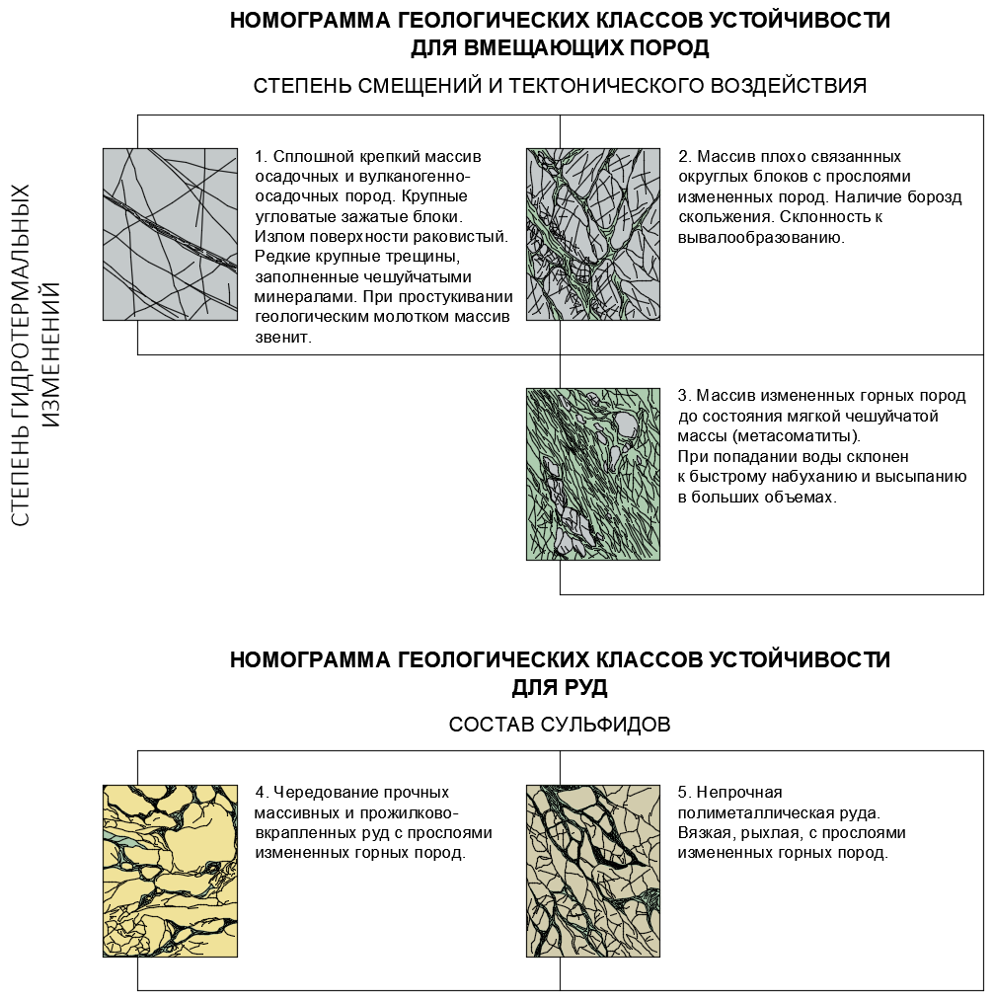 НОМОГРАММА ГЕОЛОГИЧЕСКИХ КЛАССОВ УСТОЙЧИВОСТИ
ДЛЯ ВМЕЩАЮЩИХ ПОРОД
СТЕПЕНЬ СМЕЩЕНИЙ И ТЕКТОНИЧЕСКОГО ВОЗДЕЙСТВИЯ
СТЕПЕНЬ ГИДРОТЕРМАЛЬНЫХ
ИЗМЕНЕНИЙ
1. Сплошной крепкий массив
осадочных и вулканогенно-
осадочных пород. Крупные
угловатые зажатые блоки.
Излом поверхности раковистый.
Редкие крупные трещины,
заполненные чешуйчатыми
минералами. При простукивании
геологическим молотком массив
звенит.
2. Массив плохо связаннных
округлых блоков с прослоями
измененных пород. Наличие борозд
скольжения. Склонность к
вывалообразованию.
3. Массив измененных горных пород
до состояния мягкой чешуйчатой
массы (метасоматиты).
При попадании воды склонен
к быстрому набуханию и высыпанию
в больших объемах.
НОМОГРАММА ГЕОЛОГИЧЕСКИХ КЛАССОВ УСТОЙЧИВОСТИ
ДЛЯ РУД
СОСТАВ СУЛЬФИДОВ
4. Чередование прочных
массивных и прожилково-
вкрапленных руд с прослоями
измененных горных пород.
5. Непрочная
полиметаллическая руда.
Вязкая, рыхлая, с прослоями
измененных горных пород.